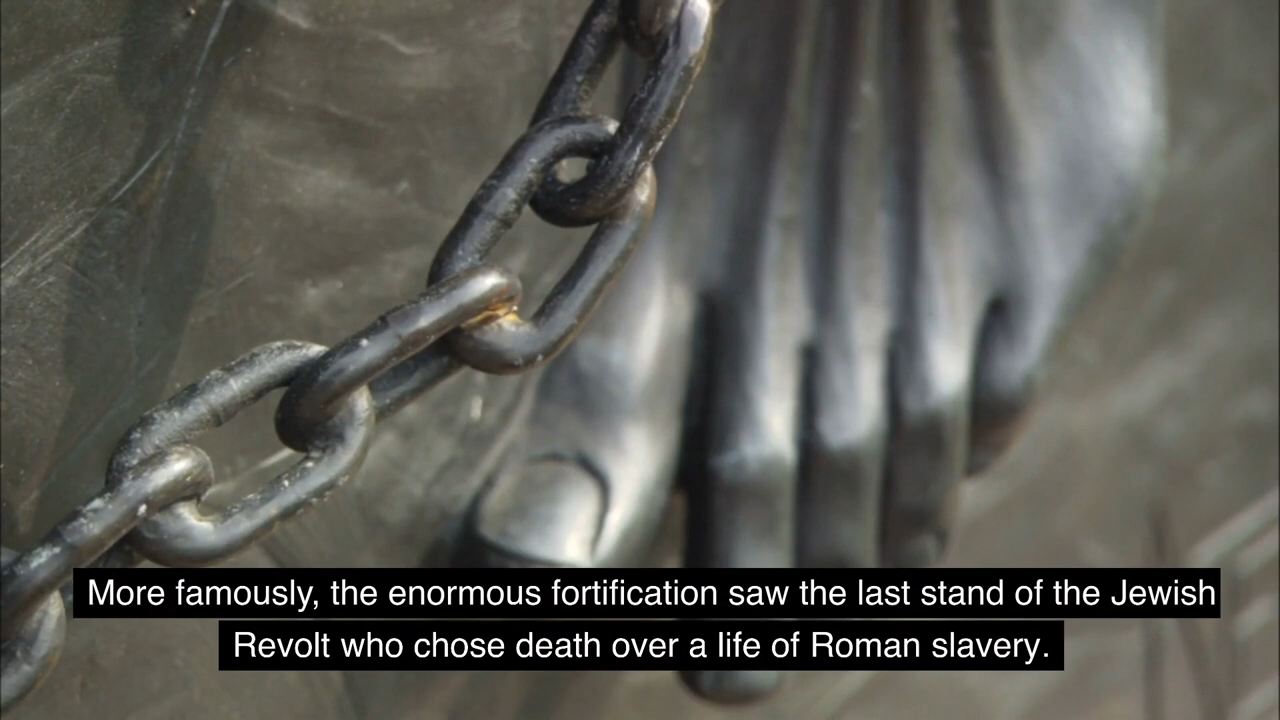 More famously, the enormous fortification saw the last stand of the Jewish
Revolt who chose death over a life of Roman slavery.